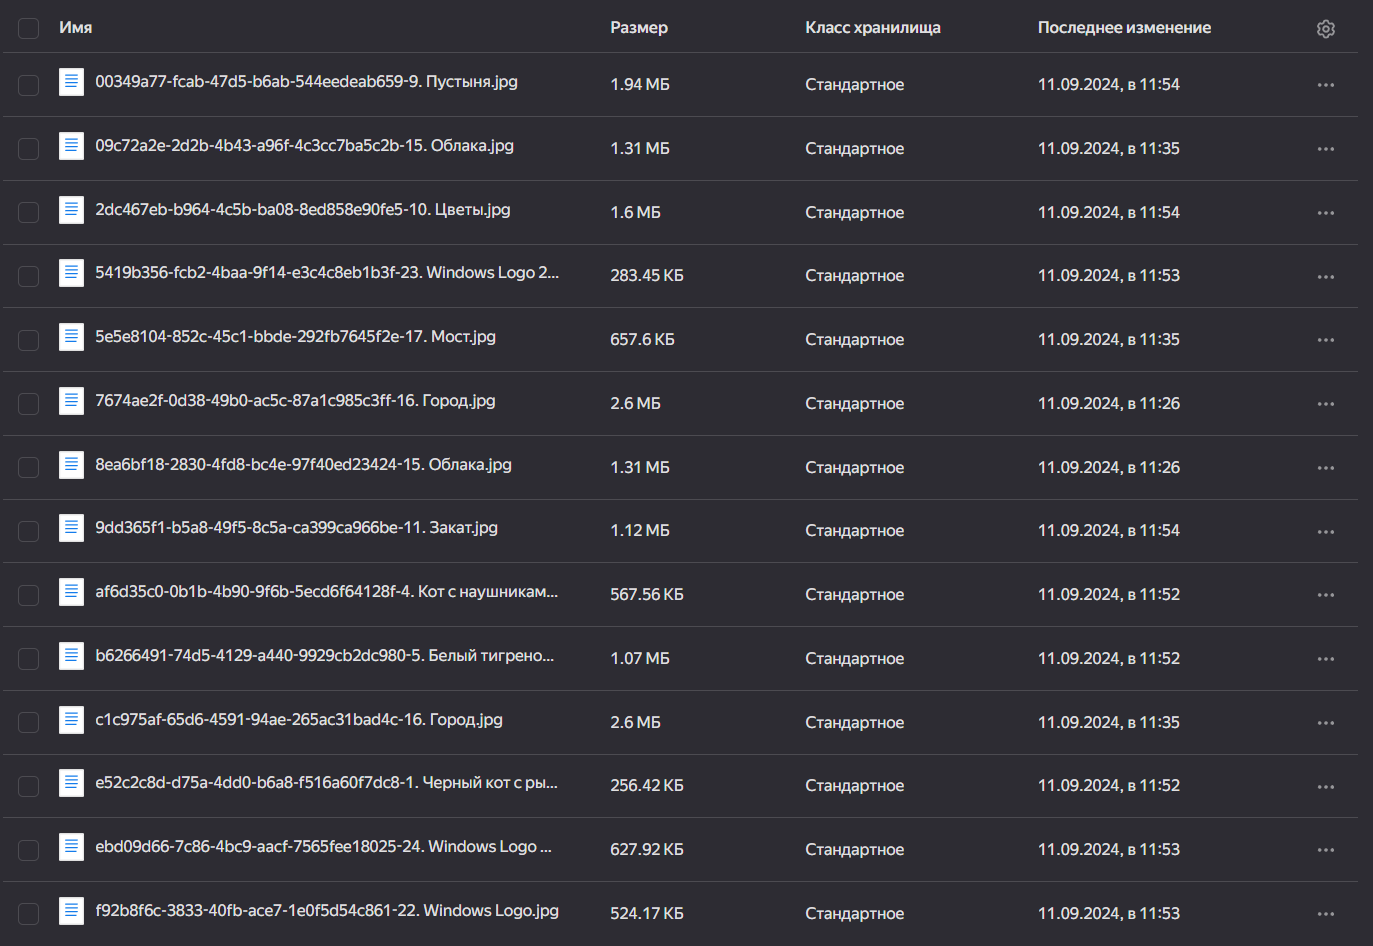 Имя Размер Класс хранилища Последнее изменение
00349a77-fcab-47d5-b6ab-544eedeab659-9. Пустыня.jpg 1.94 МБ Стандартное 11.09.2024, в 11:54
09c72a2e-2d2b-4b43-a96f-4c3cc7ba5c2b-15. Облака.jpg 1.31 МБ Стандартное 11.09.2024, в 11:35
2dc467eb-b964-4c5b-ba08-8ed858e90fe5-10. Цветы.jpg 1.6 МБ Стандартное 11.09.2024, в 11:54
5419b356-fcb2-4baa-9f14-e3c4c8eb1b3f-23. Windows Logo 2... 283.45 КБ Стандартное 11.09.2024, в 11:53
5e5e8104-852c-45c1-bbde-292fb7645f2e-17. Мост.jpg 657.6 КБ Стандартное 11.09.2024, в 11:35
7674ae2f-0d38-49b0-ac5c-87a1c985c3ff-16. Город.jpg 2.6 МБ Стандартное 11.09.2024, в 11:26
8ea6bf18-2830-4fd8-bc4e-97f40ed23424-15. Облака.jpg 1.31 МБ Стандартное 11.09.2024, в 11:26
9dd365f1-b5a8-49f5-8c5a-ca399ca966be-11. Закат.jpg 1.12 МБ Стандартное 11.09.2024, в 11:54
af6d35c0-0b1b-4b90-9f6b-5ecd6f64128f-4. Кот с наушникам... 567.56 КБ Стандартное 11.09.2024, в 11:52
b6266491-74d5-4129-a440-9929cb2dc980-5. Белый тигрено... 1.07 МБ Стандартное 11.09.2024, в 11:52
c1c975af-65d6-4591-94ae-265ac31bad4c-16. Город.jpg 2.6 МБ Стандартное 11.09.2024, в 11:35
e52c2c8d-d75a-4dd0-b6a8-f516a60f7dc8-1. Черный кот с ры... 256.42 КБ Стандартное 11.09.2024, в 11:52
ebd09d66-7c86-4bc9-aacf-7565fee18025-24. Windows Logo ... 627.92 КБ Стандартное 11.09.2024, в 11:53
f92b8f6c-3833-40fb-ace7-1e0f5d54c861-22. Windows Logo.jpg 524.17 КБ Стандартное 11.09.2024, в 11:53